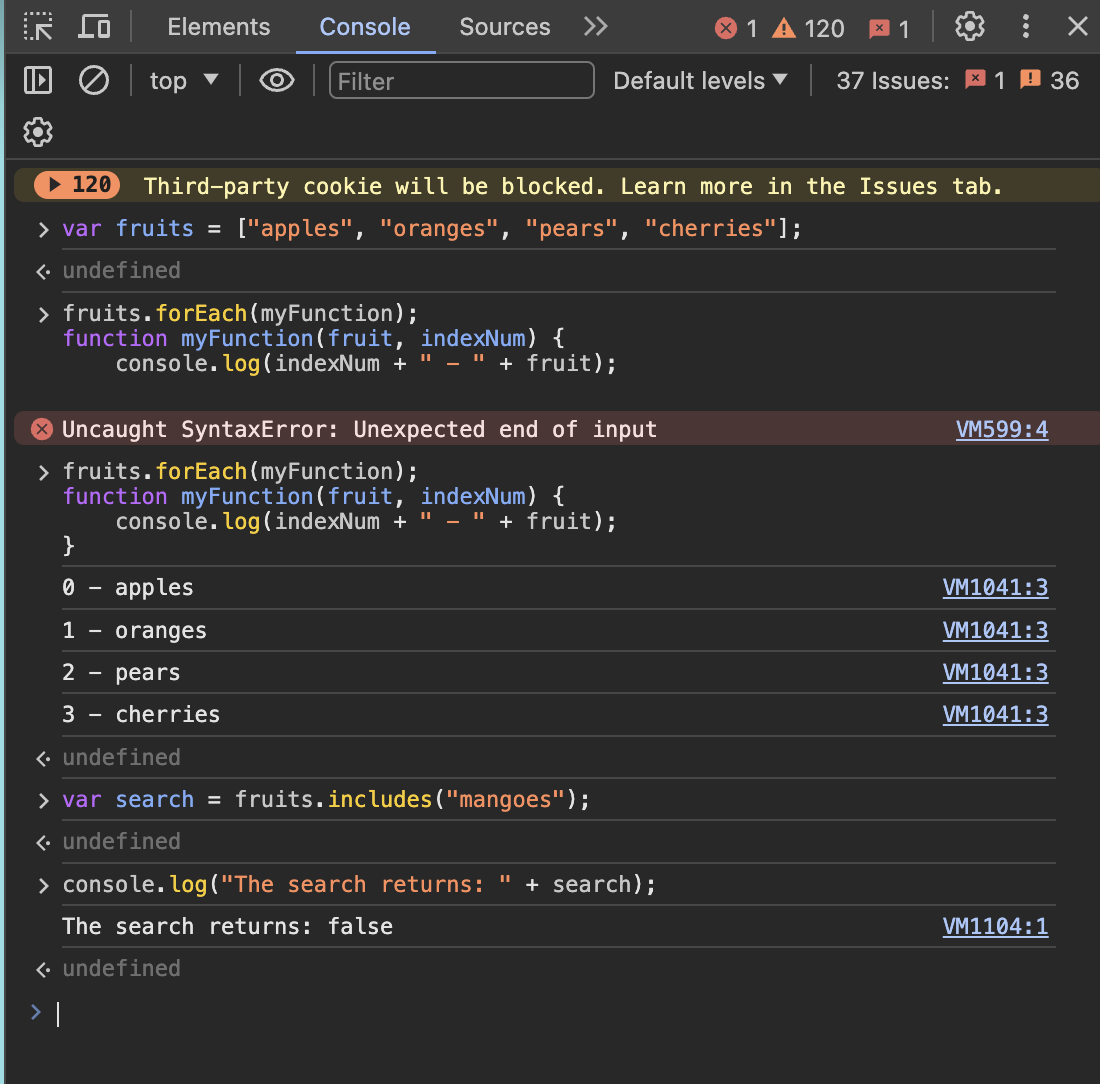 Elements Console Sources 1 120 1
top Filter Default levels 37 Issues: 1 36
120 Third-party cookie will be blocked. Learn more in the Issues tab.
> var fruits = ["apples", "oranges", "pears", "cherries"];
undefined
> fruits.forEach(myFunction);
function myFunction(fruit, indexNum) {
    console.log(indexNum + " - " + fruit);
Uncaught SyntaxError: Unexpected end of input VM599:4
> fruits.forEach(myFunction);
function myFunction(fruit, indexNum) {
    console.log(indexNum + " - " + fruit);
}
0 - apples VM1041:3
1 - oranges VM1041:3
2 - pears VM1041:3
3 - cherries VM1041:3
undefined
> var search = fruits.includes("mangoes");
undefined
> console.log("The search returns: " + search);
The search returns: false VM1104:1
undefined
>